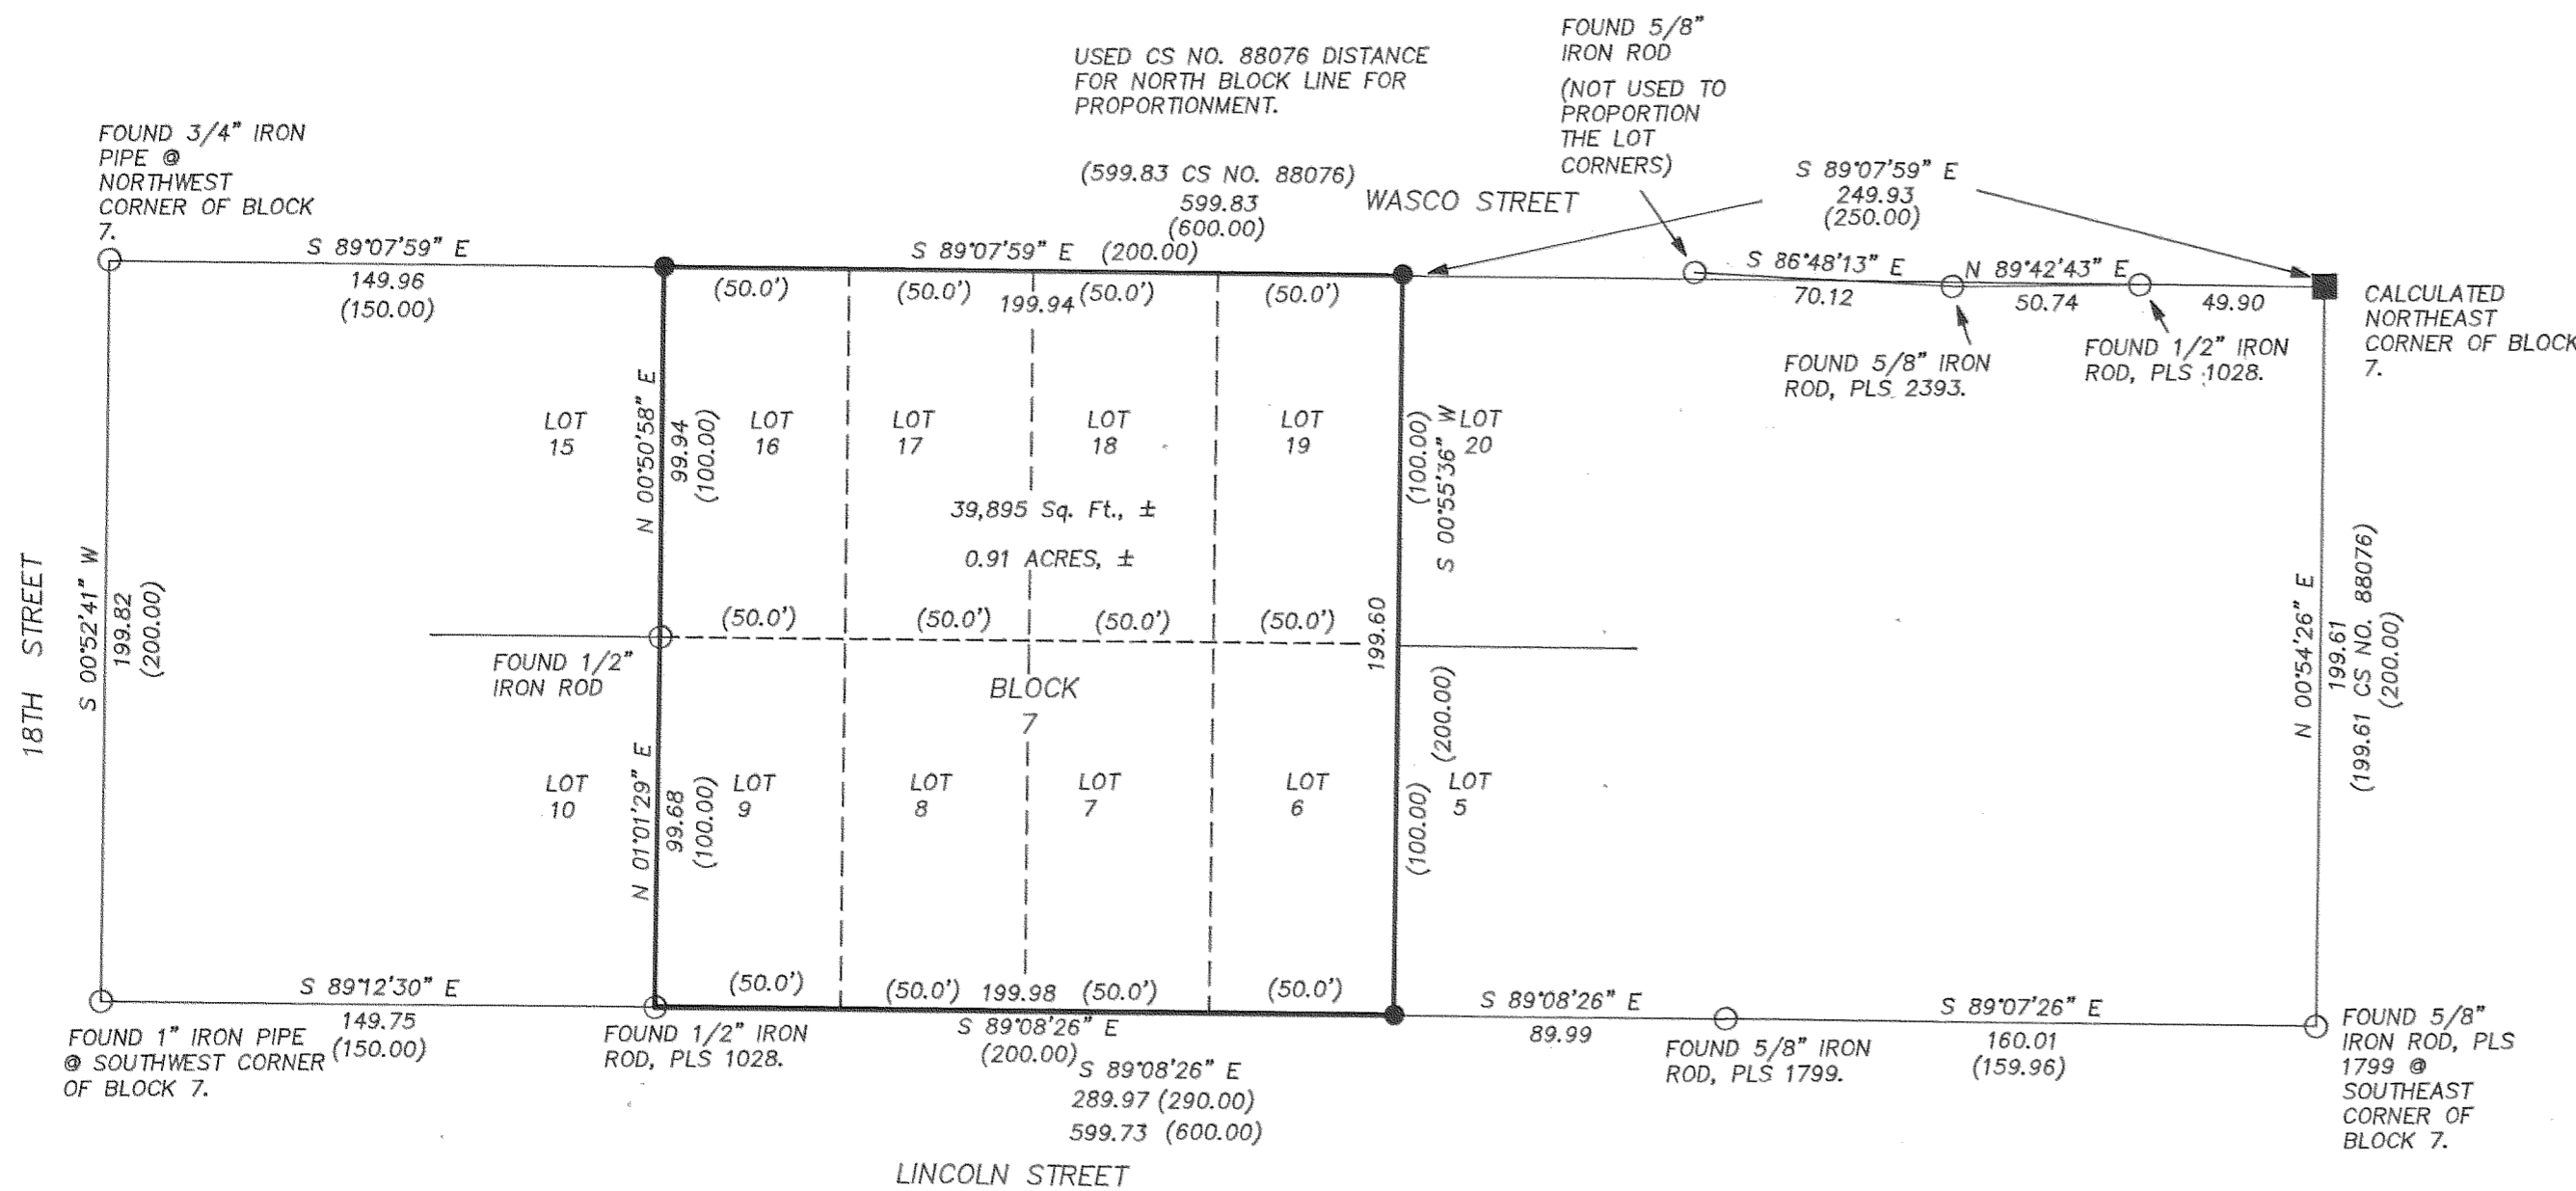 FOUND 5/8"
IRON ROD
(NOT USED TO
PROPORTION
THE LOT
CORNERS)
USED CS NO. 88076 DISTANCE
FOR NORTH BLOCK LINE FOR
PROPORTIONMENT.
FOUND 3/4" IRON
PIPE @
NORTHWEST
CORNER OF BLOCK
7.
(599.83 CS NO. 88076)
599.83
(600.00)
WASCO STREET
S 89°07'59" E
249.93
(250.00)
S 89°07'59" E
149.96
(150.00)
S 89°07'59" E (200.00)
(50.0')
(50.0')
199.94
(50.0')
(50.0')
S 86°48'13" E
70.12
N 89°42'43" E
50.74
49.90
CALCULATED
NORTHEAST
CORNER OF BLOCK
7.
FOUND 5/8" IRON
ROD, PLS 2393.
FOUND 1/2" IRON
ROD, PLS 1028.
LOT
15
N 00°50'58" E
99.94
(100.00)
LOT
16
LOT
17
LOT
18
LOT
19
(100.00)
S 00°55'36" W
LOT
20
39,895 Sq. Ft., ±
0.91 ACRES, ±
18TH STREET
S 00°52'41" W
199.82
(200.00)
(50.0')
(50.0')
(50.0')
(50.0')
199.60
(200.00)
FOUND 1/2"
IRON ROD
BLOCK
7
N 00°54'26" E
199.61
(199.61 CS NO. 88076)
(200.00)
LOT
10
N 01°01'29" E
99.68
(100.00)
LOT
9
LOT
8
LOT
7
LOT
6
(100.00)
LOT
5
S 89°12'30" E
149.75
(150.00)
(50.0')
(50.0')
199.98
(50.0')
(50.0')
S 89°08'26" E
(200.00)
S 89°08'26" E
89.99
S 89°07'26" E
160.01
(159.96)
FOUND 1" IRON PIPE
@ SOUTHWEST CORNER
OF BLOCK 7.
FOUND 1/2" IRON
ROD, PLS 1028.
FOUND 5/8" IRON
ROD, PLS 1799.
FOUND 5/8"
IRON ROD, PLS
1799 @
SOUTHEAST
CORNER OF
BLOCK 7.
S 89°08'26" E
289.97 (290.00)
599.73 (600.00)
LINCOLN STREET